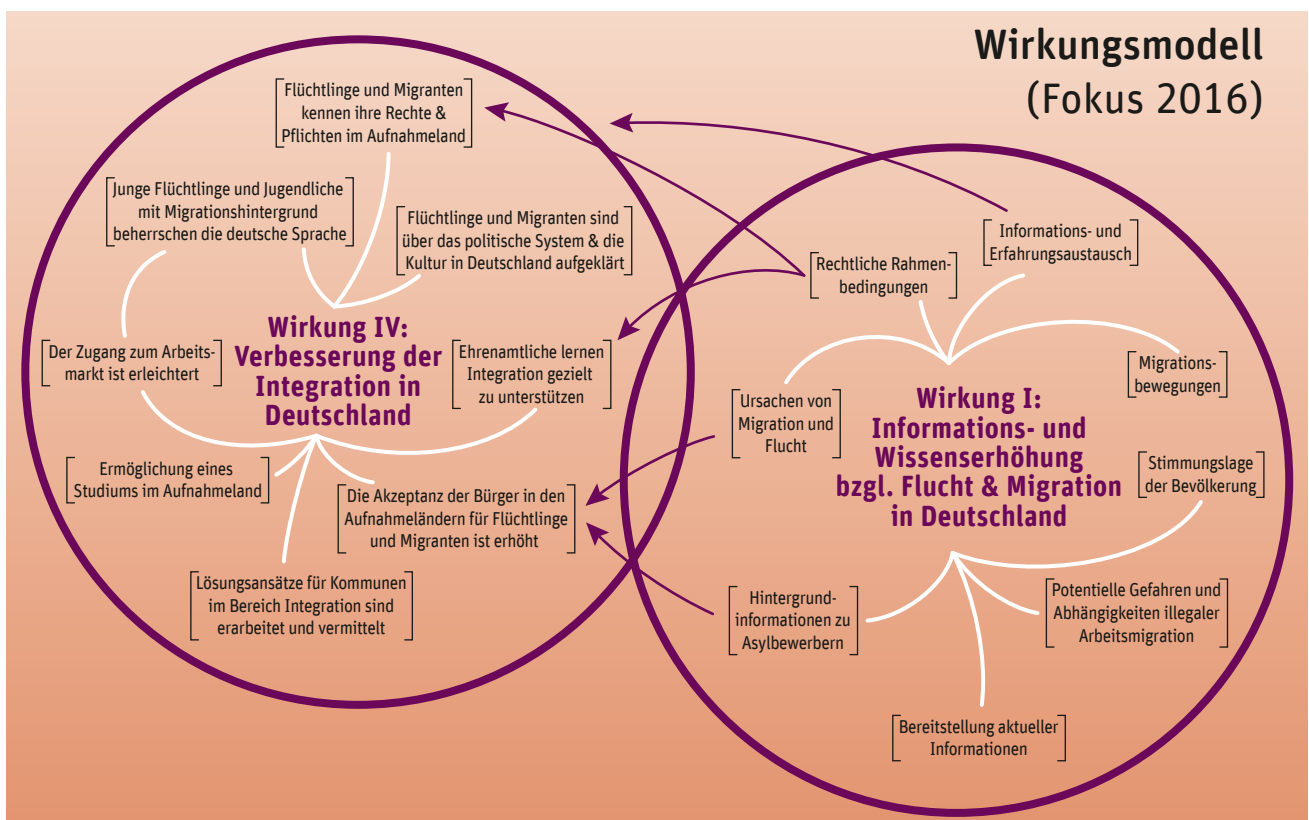 Wirkungsmodell
(Fokus 2016)
Flüchtlinge und Migranten
kennen ihre Rechte &
Pflichten im Aufnahmeland
Junge Flüchtlinge und Jugendliche
mit Migrationshintergrund
beherrschen die deutsche Sprache
Flüchtlinge und Migranten sind
über das politische System & die
Kultur in Deutschland aufgeklärt
Wirkung IV:
Verbesserung der
Integration in
Deutschland
Der Zugang zum Arbeits-
markt ist erleichtert
Ehrenamtliche lernen
Integration gezielt
zu unterstützen
Ermöglichung eines
Studiums im Aufnahmeland
Die Akzeptanz der Bürger in den
Aufnahmeländern für Flüchtlinge
und Migranten ist erhöht
Lösungsansätze für Kommunen
im Bereich Integration sind
erarbeitet und vermittelt
Informations- und
Erfahrungsaustausch
Rechtliche Rahmen-
bedingungen
Migrations-
bewegungen
Ursachen von
Migration und
Flucht
Wirkung I:
Informations- und
Wissenserhöhung
bzgl. Flucht & Migration
in Deutschland
Stimmungslage
der Bevölkerung
Hintergrund-
informationen zu
Asylbewerbern
Potentielle Gefahren und
Abhängigkeiten illegaler
Arbeitsmigration
Bereitstellung aktueller
Informationen